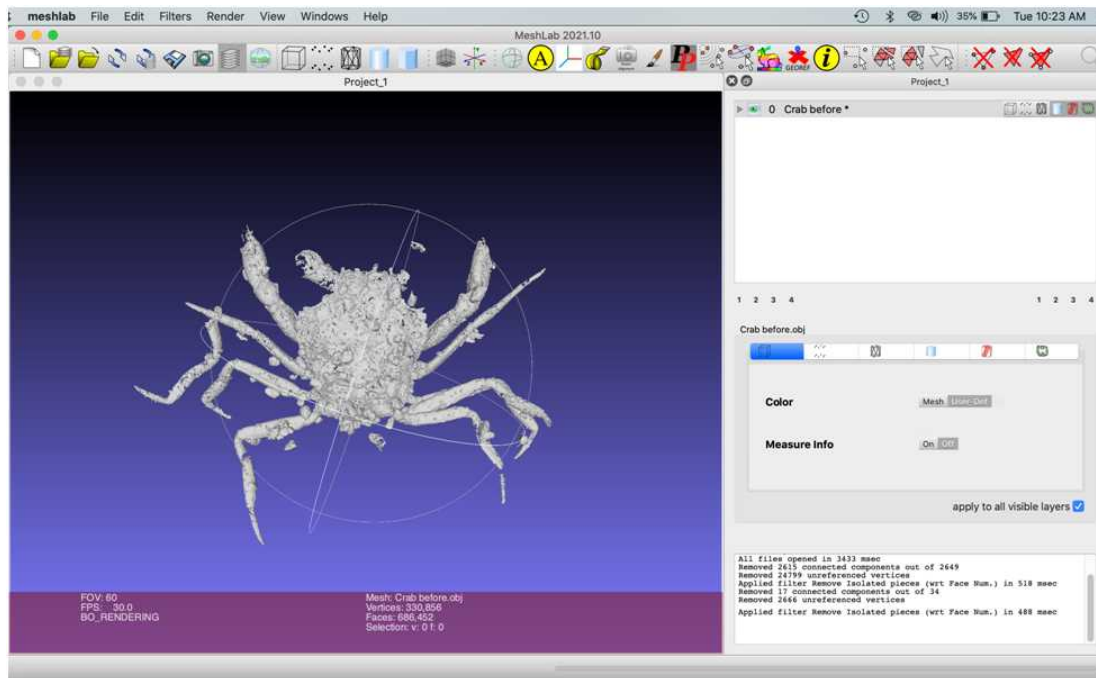 meshlab File Edit Filters Render View Windows Help 35% Tue 10:23 AM
MeshLab 2021.10
A Pp GEOREF i
Project_1
Project_1
0 Crab before *
1 2 3 4 1 2 3 4
Crab before.obj
Color Mesh User-Def
Measure Info On Off
apply to all visible layers
All files opened in 3433 msec
Removed 2615 connected components out of 2649
Removed 24799 unreferenced vertices
Applied filter Remove Isolated pieces (wrt Face Num.) in 518 msec
Removed 17 connected components out of 34
Removed 2666 unreferenced vertices
Applied filter Remove Isolated pieces (wrt Face Num.) in 488 msec
FOV: 60
FPS: 30.0
BO_RENDERING
Mesh: Crab before.obj
Vertices: 330,856
Faces: 686,452
Selection: v: 0 f: 0